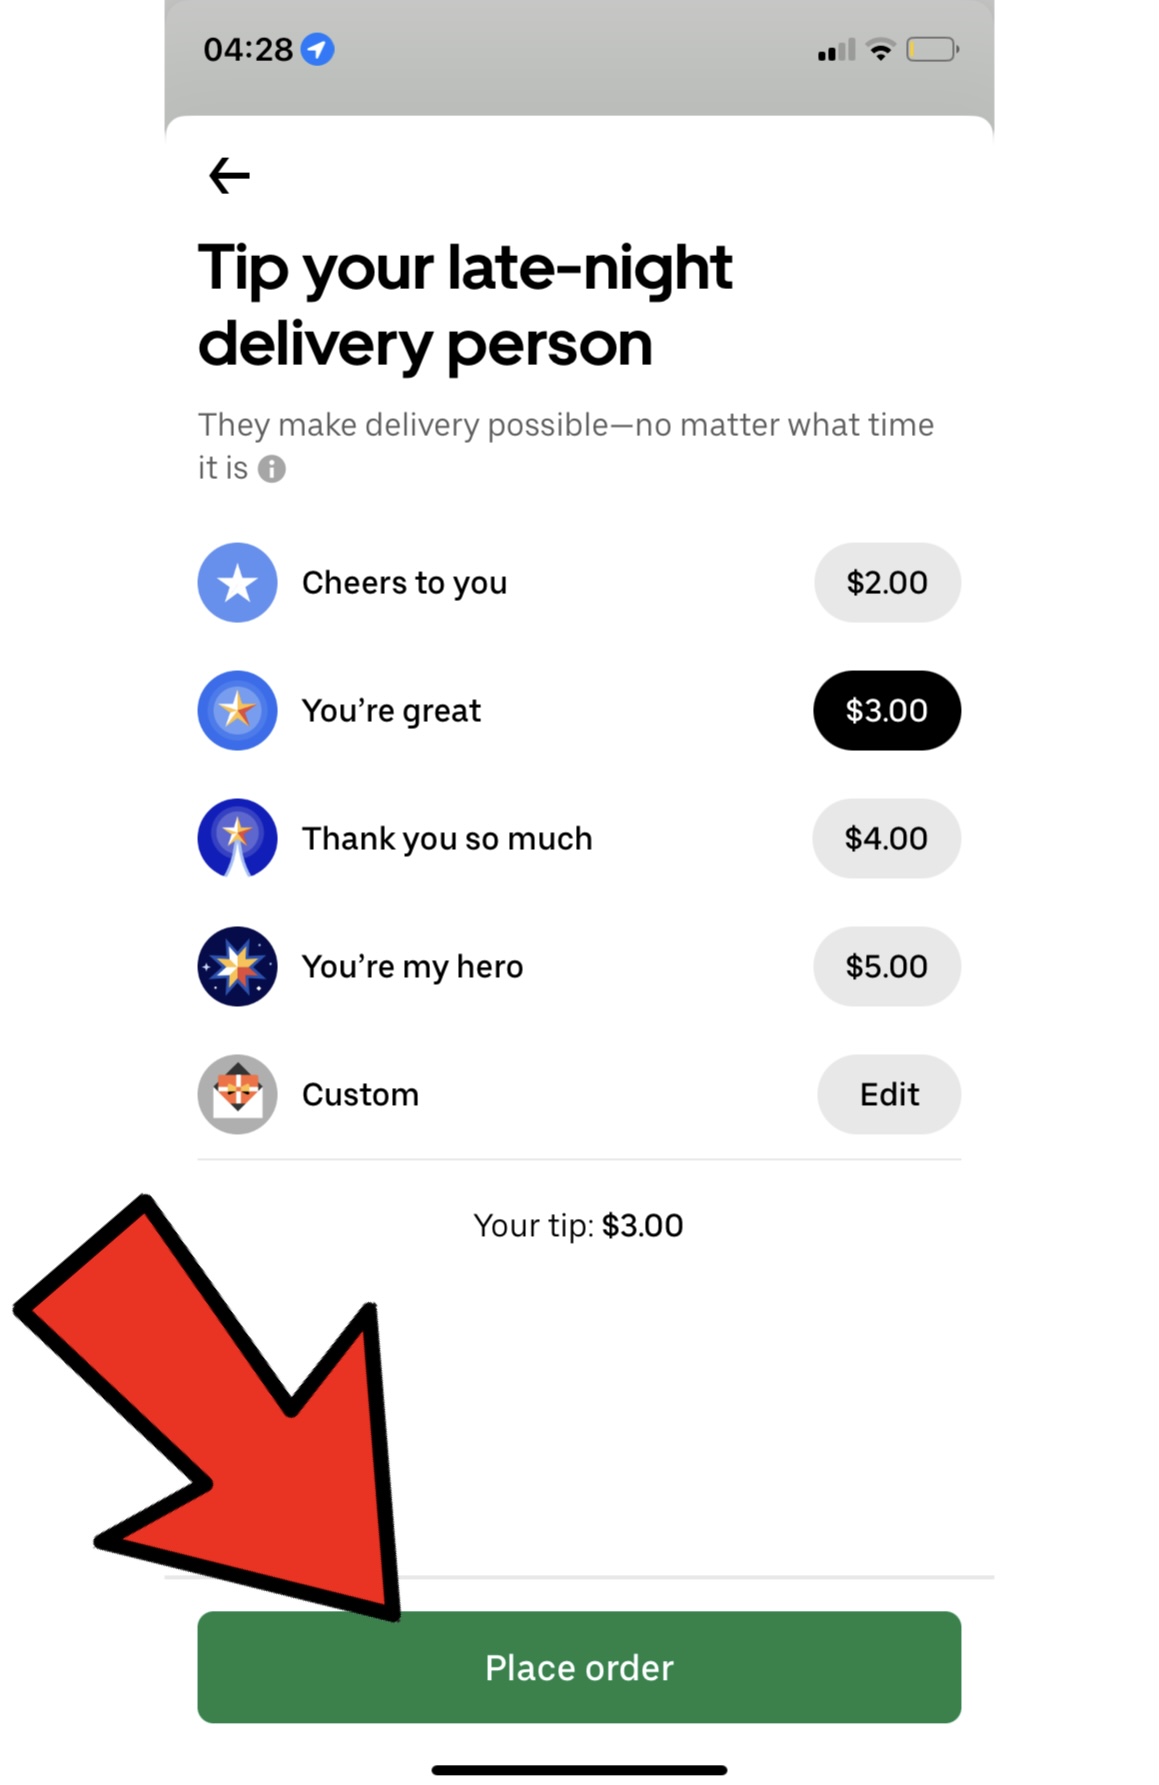 04:28
Tip your late-night
delivery person
They make delivery possible—no matter what time
it is
Cheers to you $2.00
You’re great $3.00
Thank you so much $4.00
You’re my hero $5.00
Custom Edit
Your tip: $3.00
Place order